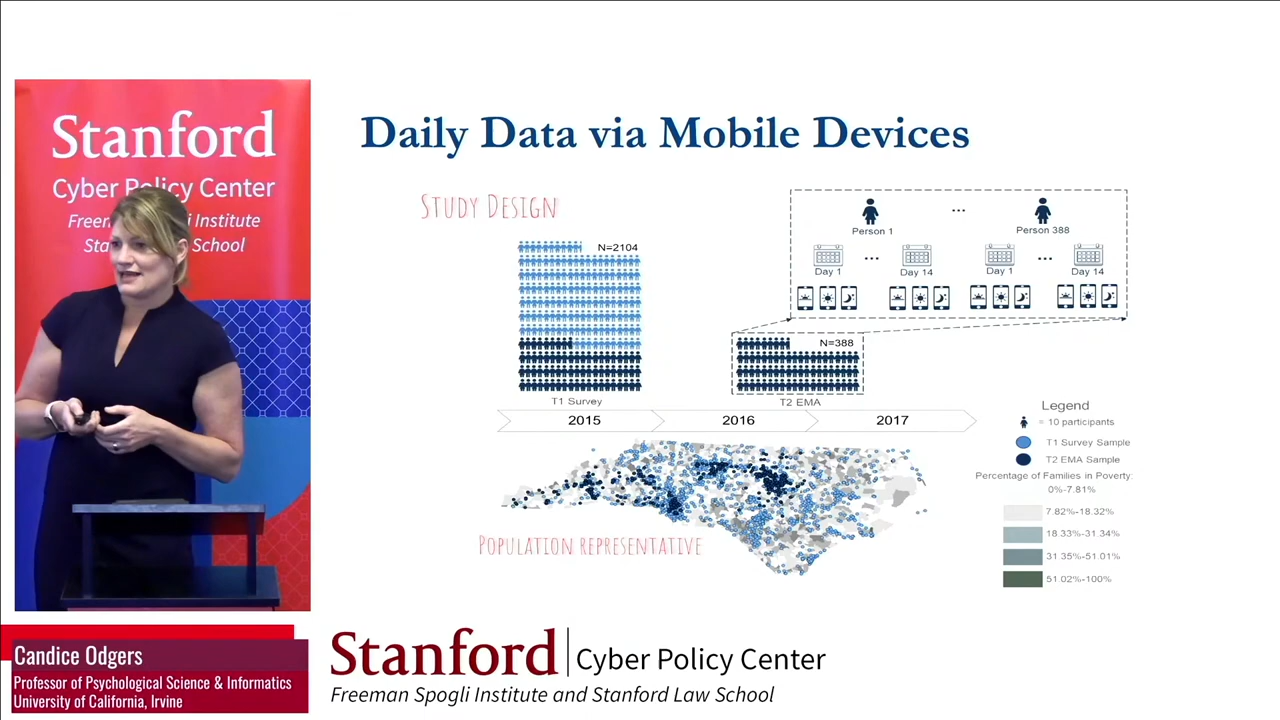 Stanford
Cyber Policy Center
Freeman Spogli Institute
Sta School
Daily Data via Mobile Devices
STUDY DESIGN
N=2104
T1 Survey
Person 1
...
Person 388
Day 1
...
Day 14
Day 1
...
Day 14
N=388
T2 EMA
2015
2016
2017
POPULATION REPRESENTATIVE
Legend
= 10 participants
T1 Survey Sample
T2 EMA Sample
Percentage of Families in Poverty:
0%-7.81%
7.82%-18.32%
18.33%-31.34%
31.35%-51.01%
51.02%-100%
Candice Odgers
Professor of Psychological Science & Informatics
University of California, Irvine
Stanford | Cyber Policy Center
Freeman Spogli Institute and Stanford Law School